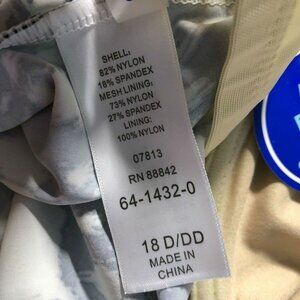 SHELL:
82% NYLON
18% SPANDEX
MESH LINING:
73% NYLON
27% SPANDEX
LINING:
100% NYLON
07813
RN 88842
64-1432-0
18 D/DD
MADE IN
CHINA